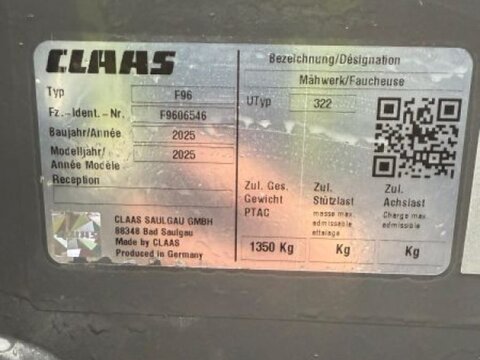 CLAAS
Bezeichnung/Désignation
Mähwerk/Faucheuse
Typ F96
UTyp 322
Fz.-Ident.-Nr. F9606546
Baujahr/Année 2025
Modelljahr/ 2025
Année Modèle
Reception
Zul. Ges. Zul. Zul.
Gewicht Stützlast Achslast
PTAC masse max. Charge max
admissable admissible
attelage
1350 Kg Kg Kg
CLAAS SAULGAU GMBH
88348 Bad Saulgau
Made by CLAAS
Produced in Germany